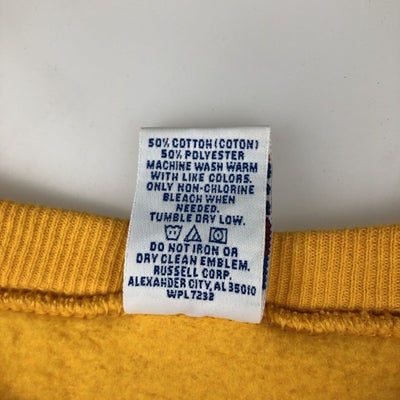 50% COTTON (COTON)
50% POLYESTER
MACHINE WASH WARM
WITH LIKE COLORS.
ONLY NON-CHLORINE
BLEACH WHEN
NEEDED.
TUMBLE DRY LOW.
DO NOT IRON OR
DRY CLEAN EMBLEM.
RUSSELL CORP.
ALEXANDER CITY, AL 35010
WPL 7232